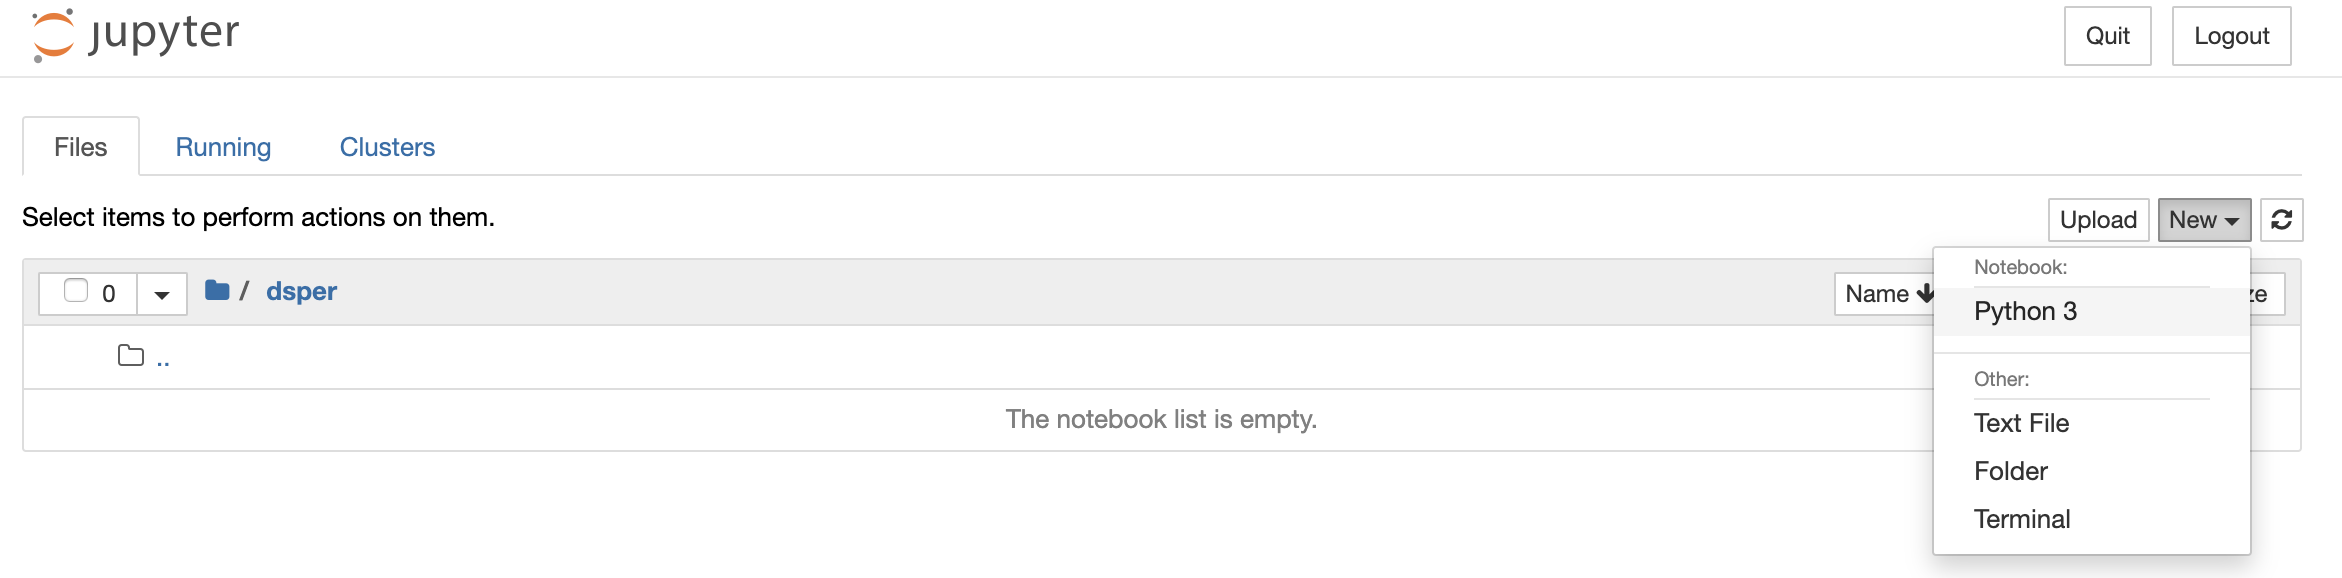 jupyter
Quit
Logout
Files
Running
Clusters
Select items to perform actions on them.
Upload
New
0
/ dsper
Name
Notebook:
Python 3
..
The notebook list is empty.
Other:
Text File
Folder
Terminal